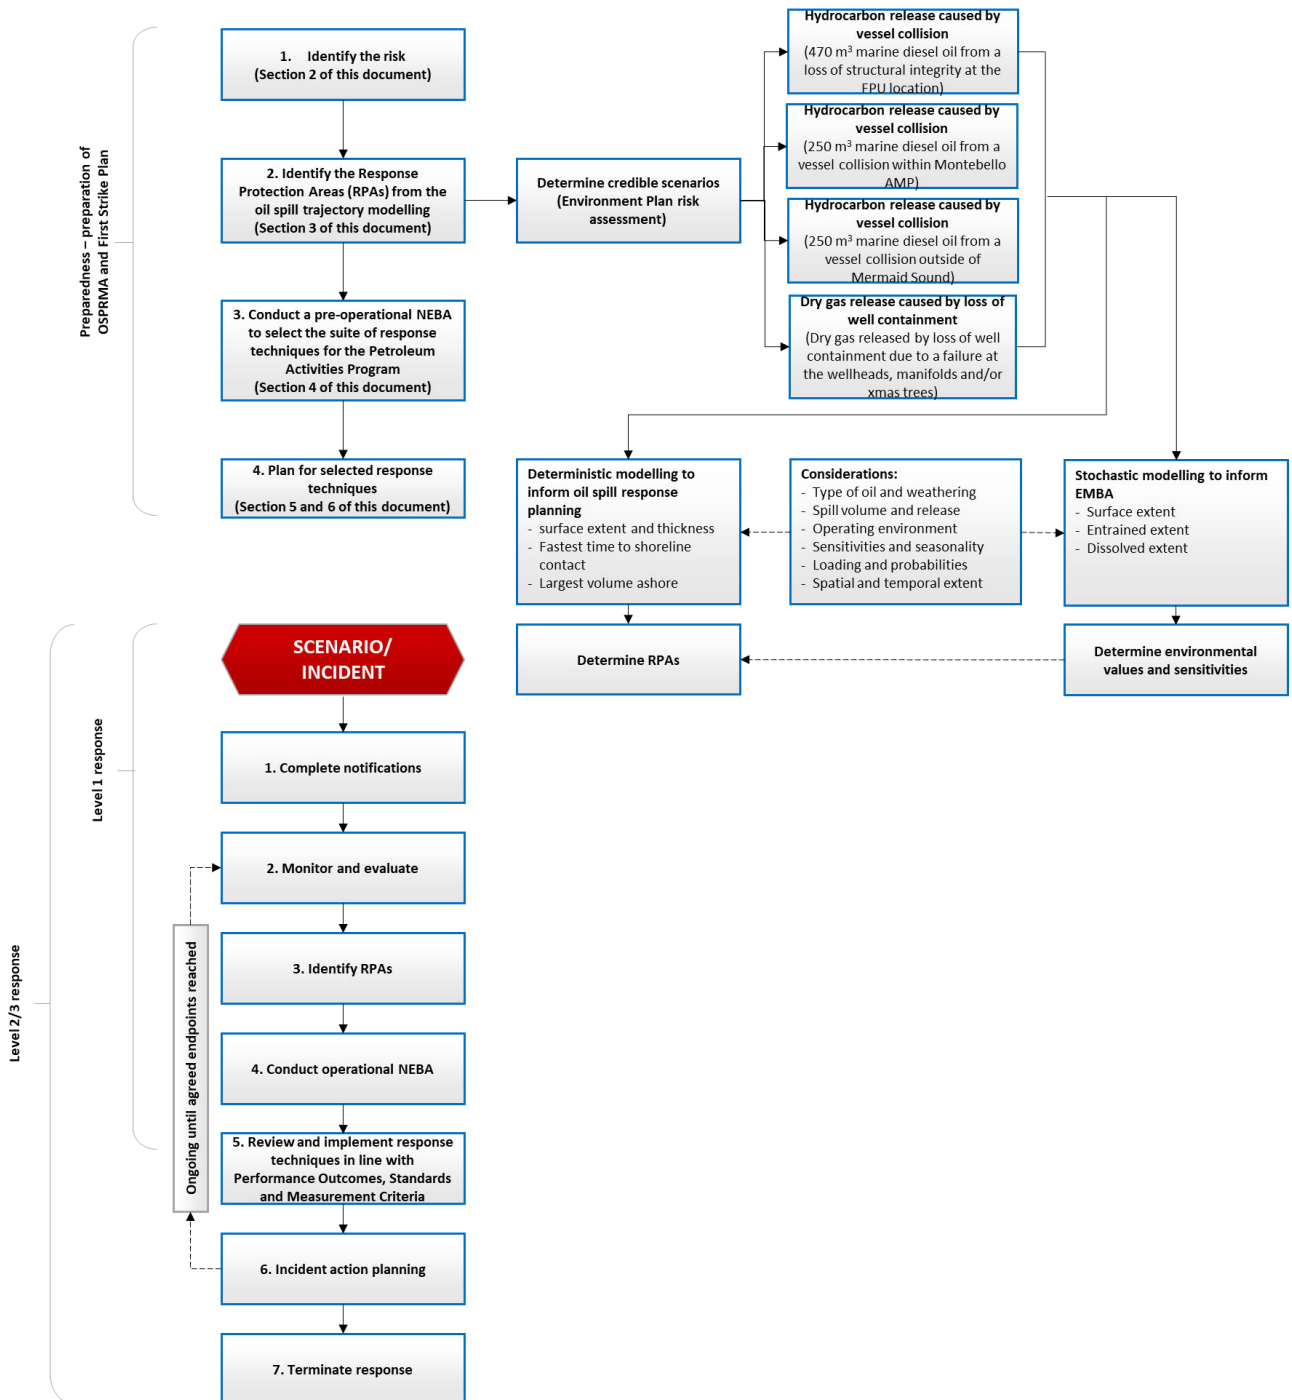 Preparedness – preparation of
OSPRMA and First Strike Plan
1. Identify the risk
(Section 2 of this document)
2. Identify the Response
Protection Areas (RPAs) from the
oil spill trajectory modelling
(Section 3 of this document)
3. Conduct a pre-operational NEBA
to select the suite of response
techniques for the Petroleum
Activities Program
(Section 4 of this document)
4. Plan for selected response
techniques
(Section 5 and 6 of this document)
Determine credible scenarios
(Environment Plan risk
assessment)
Hydrocarbon release caused by
vessel collision
(470 m³ marine diesel oil from a
loss of structural integrity at the
FPU location)
Hydrocarbon release caused by
vessel collision
(250 m³ marine diesel oil from a
vessel collision within Montebello
AMP)
Hydrocarbon release caused by
vessel collision
(250 m³ marine diesel oil from a
vessel collision outside of
Mermaid Sound)
Dry gas release caused by loss of
well containment
(Dry gas released by loss of well
containment due to a failure at
the wellheads, manifolds and/or
xmas trees)
Deterministic modelling to
inform oil spill response
planning
- surface extent and thickness
- Fastest time to shoreline
contact
- Largest volume ashore
Considerations:
- Type of oil and weathering
- Spill volume and release
- Operating environment
- Sensitivities and seasonality
- Loading and probabilities
- Spatial and temporal extent
Stochastic modelling to inform
EMBA
- Surface extent
- Entrained extent
- Dissolved extent
Determine RPAs
Determine environmental
values and sensitivities
Level 2/3 response
Level 1 response
SCENARIO/
INCIDENT
1. Complete notifications
2. Monitor and evaluate
3. Identify RPAs
4. Conduct operational NEBA
5. Review and implement response
techniques in line with
Performance Outcomes, Standards
and Measurement Criteria
6. Incident action planning
7. Terminate response
Ongoing until agreed endpoints reached